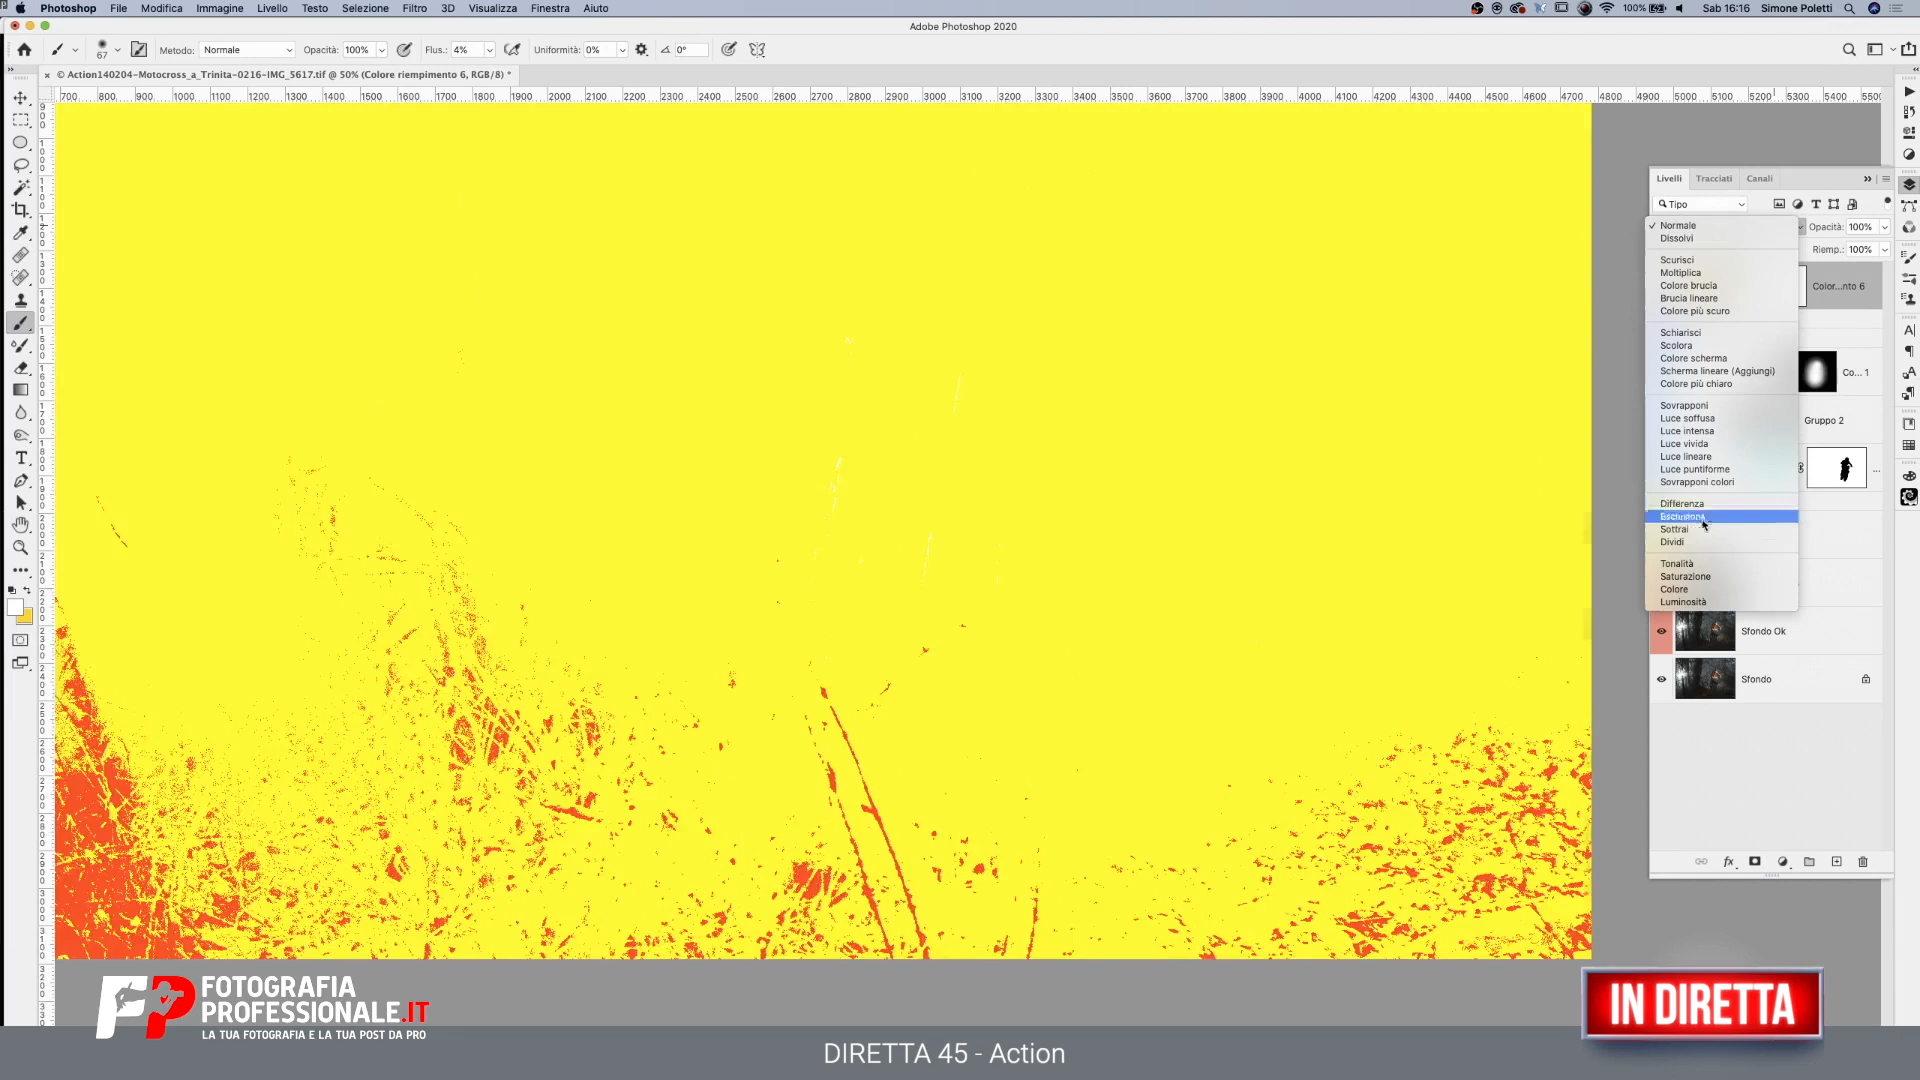 Photoshop File Modifica Immagine Livello Testo Selezione Filtro 3D Visualizza Finestra Aiuto 100% Sab 16:16 Simone Poletti
Adobe Photoshop 2020
67 Metodo: Normale Opacità: 100% Flus.: 4% Uniformità: 0% 0°
× © Action140204-Motocross_a_Trinita-0216-IMG_5617.tif @ 50% (Colore riempimento 6, RGB/8) *
700 800 900 1000 1100 1200 1300 1400 1500 1600 1700 1800 1900 2000 2100 2200 2300 2400 2500 2600 2700 2800 2900 3000 3100 3200 3300 3400 3500 3600 3700 3800 3900 4000 4100 4200 4300 4400 4500 4600 4700 4800 4900 5000 5100 5200 5300 5400
Livelli Tracciati Canali
Tipo
Normale Opacità: 100%
Dissolvi
Riemp.: 100%
Scurisci
Moltiplica
Colore brucia
Color...nto 6
Brucia lineare
Colore più scuro
Schiarisci
Scolora
Colore scherma
Scherma lineare (Aggiungi)
Co... 1
Colore più chiaro
Sovrapponi
Luce soffusa
Gruppo 2
Luce intensa
Luce vivida
Luce lineare
Luce puntiforme
...
Sovrapponi colori
Differenza
Esclusione
Sottrai
Dividi
Tonalità
Saturazione
Colore
Luminosità
Sfondo Ok
Sfondo
fx
FP FOTOGRAFIA
PROFESSIONALE.IT
LA TUA FOTOGRAFIA E LA TUA POST DA PRO
IN DIRETTA
DIRETTA 45 - Action